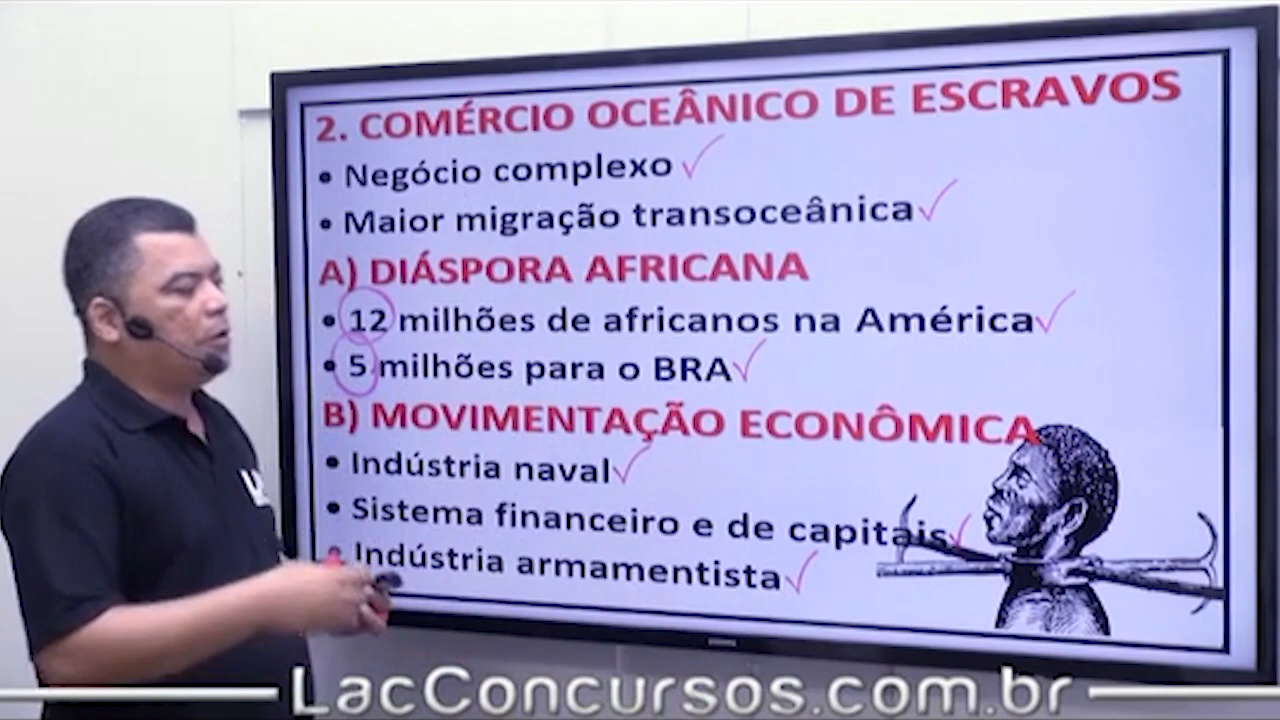 2. COMÉRCIO OCEÂNICO DE ESCRAVOS
• Negócio complexo
• Maior migração transoceânica
A) DIÁSPORA AFRICANA
• 12 milhões de africanos na América
• 5 milhões para o BRA
B) MOVIMENTAÇÃO ECONÔMICA
• Indústria naval
• Sistema financeiro e de capitais
• Indústria armamentista
LacConcursos.com.br